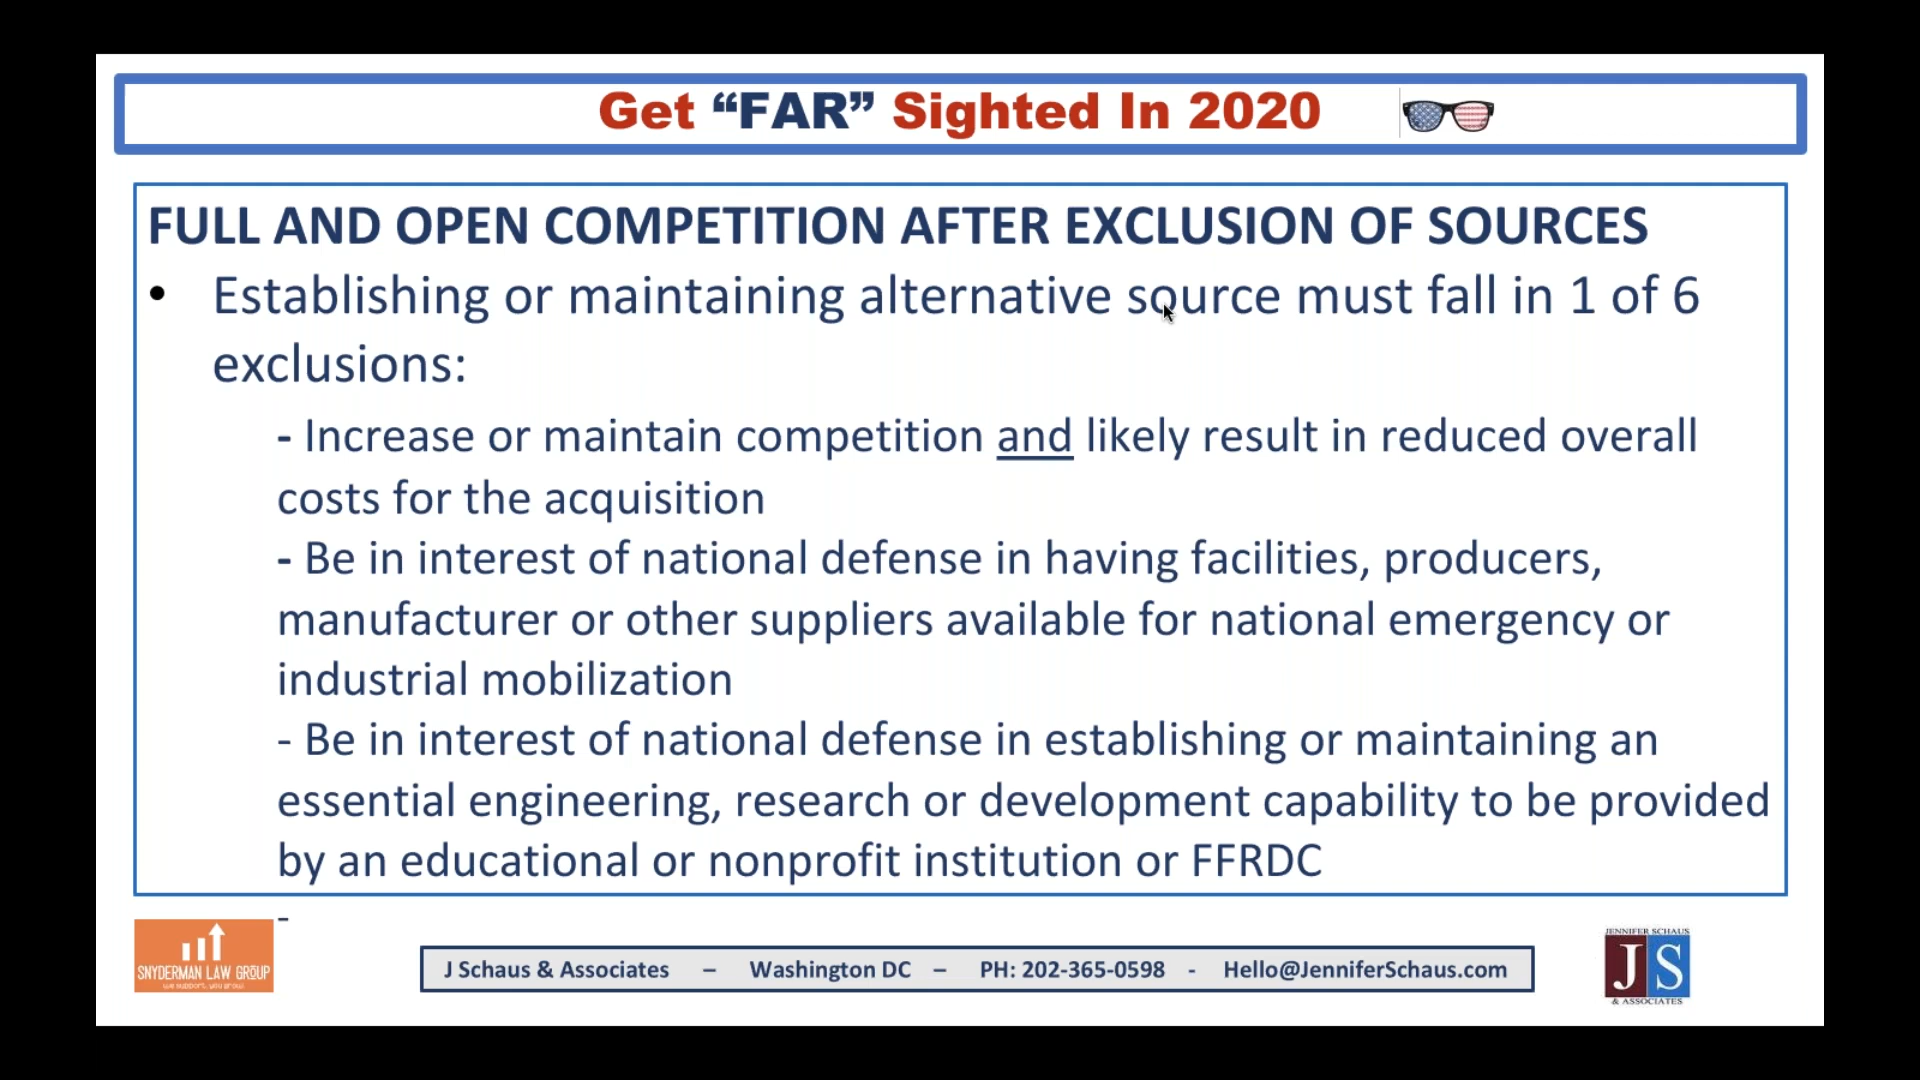 Get “FAR” Sighted In 2020
FULL AND OPEN COMPETITION AFTER EXCLUSION OF SOURCES
• Establishing or maintaining alternative source must fall in 1 of 6
exclusions:
- Increase or maintain competition and likely result in reduced overall
costs for the acquisition
- Be in interest of national defense in having facilities, producers,
manufacturer or other suppliers available for national emergency or
industrial mobilization
- Be in interest of national defense in establishing or maintaining an
essential engineering, research or development capability to be provided
by an educational or nonprofit institution or FFRDC
-
SNYDERMAN LAW GROUP
we support, you grow.
J Schaus & Associates – Washington DC – PH: 202-365-0598 - Hello@JenniferSchaus.com
JENNIFER SCHAUS
JS
& ASSOCIATES